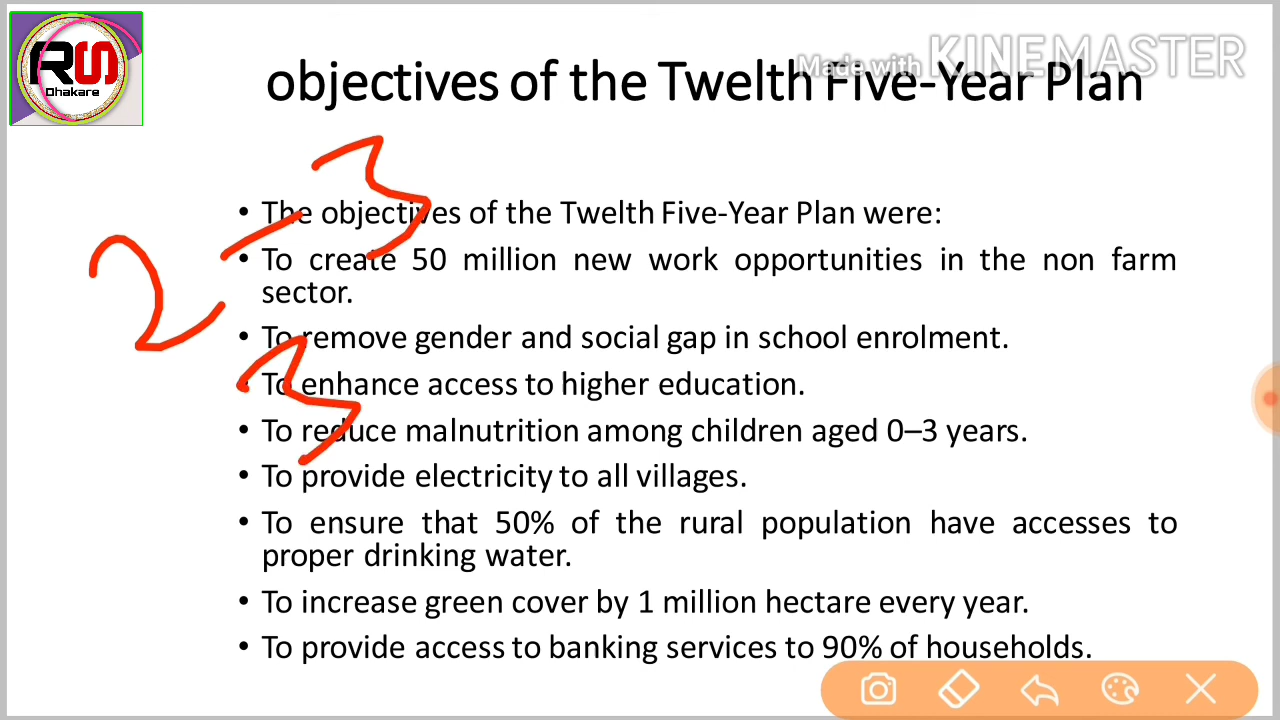 RS
Dhakare
Made with KINEMASTER
objectives of the Twelth Five-Year Plan
• The objectives of the Twelth Five-Year Plan were:
• To create 50 million new work opportunities in the non farm
sector.
• To remove gender and social gap in school enrolment.
• To enhance access to higher education.
• To reduce malnutrition among children aged 0–3 years.
• To provide electricity to all villages.
• To ensure that 50% of the rural population have accesses to
proper drinking water.
• To increase green cover by 1 million hectare every year.
• To provide access to banking services to 90% of households.
2 - 3
3